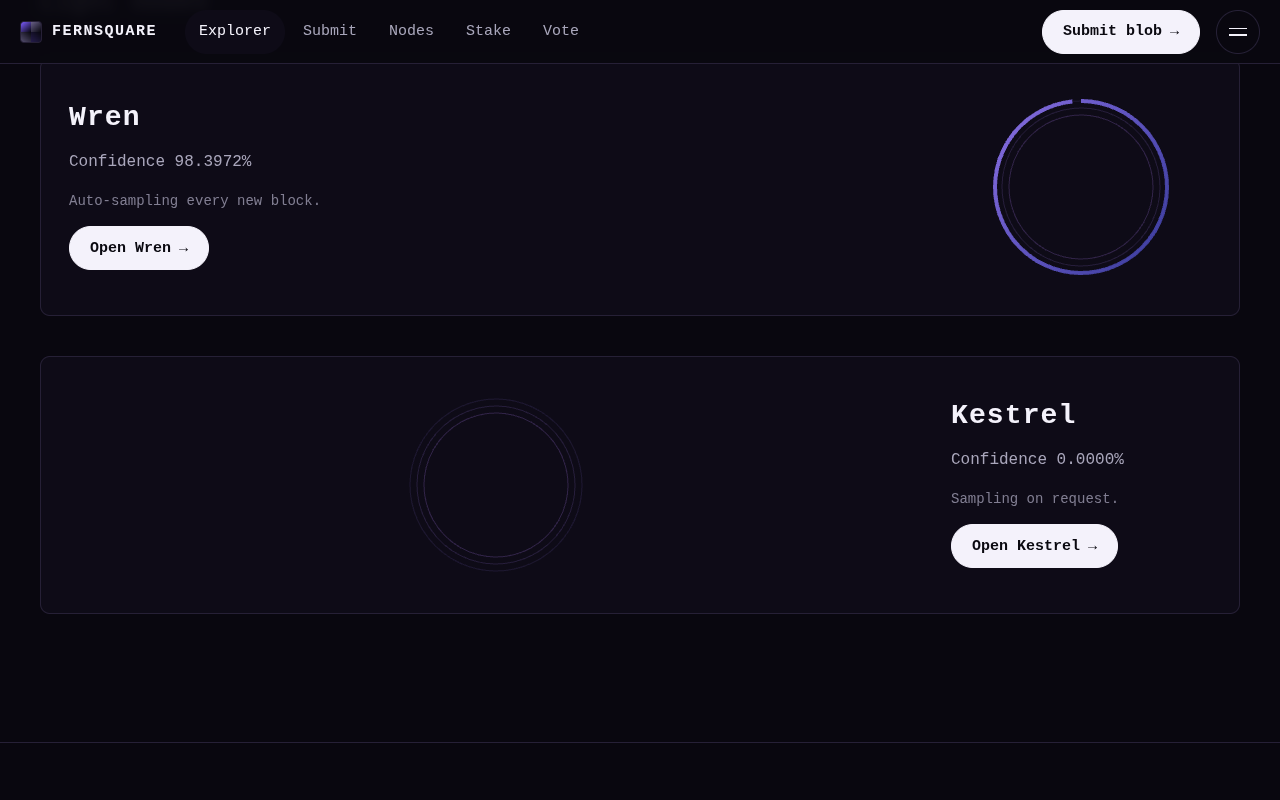 FERNSQUARE
Explorer
Submit
Nodes
Stake
Vote
Submit blob →
Wren
Confidence 98.3972%
Auto-sampling every new block.
Open Wren →
Kestrel
Confidence 0.0000%
Sampling on request.
Open Kestrel →